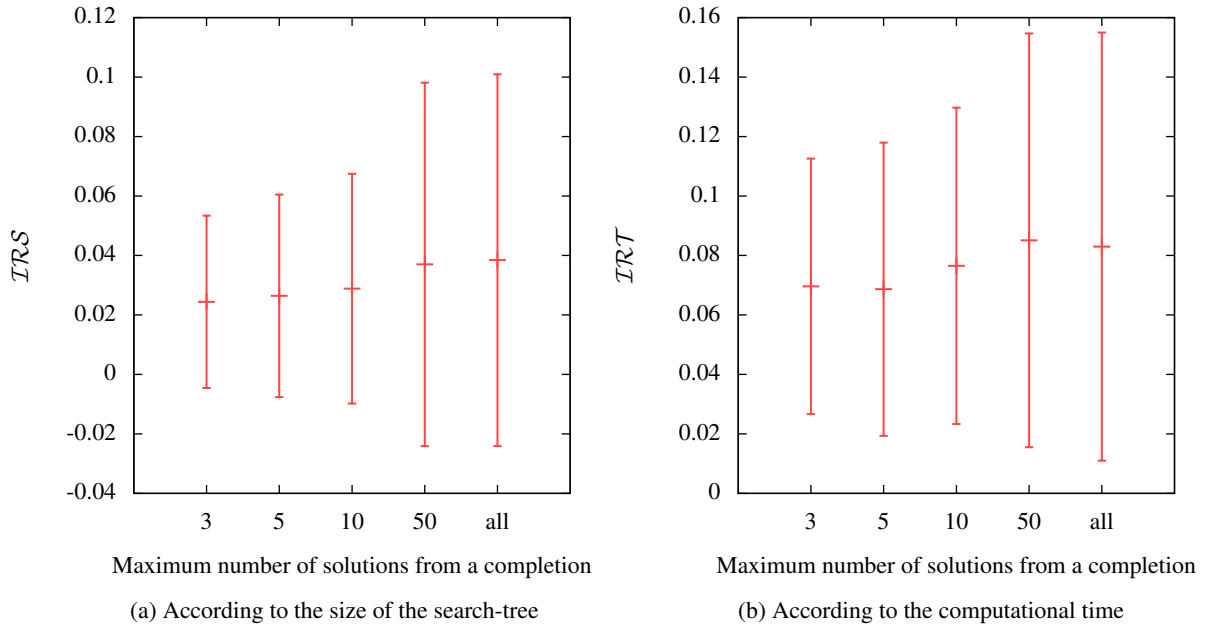 0.12
0.1
0.08
0.06
0.04
0.02
0
-0.02
-0.04
IRS
3 5 10 50 all
Maximum number of solutions from a completion
(a) According to the size of the search-tree
0.16
0.14
0.12
0.1
0.08
0.06
0.04
0.02
0
IRT
3 5 10 50 all
Maximum number of solutions from a completion
(b) According to the computational time